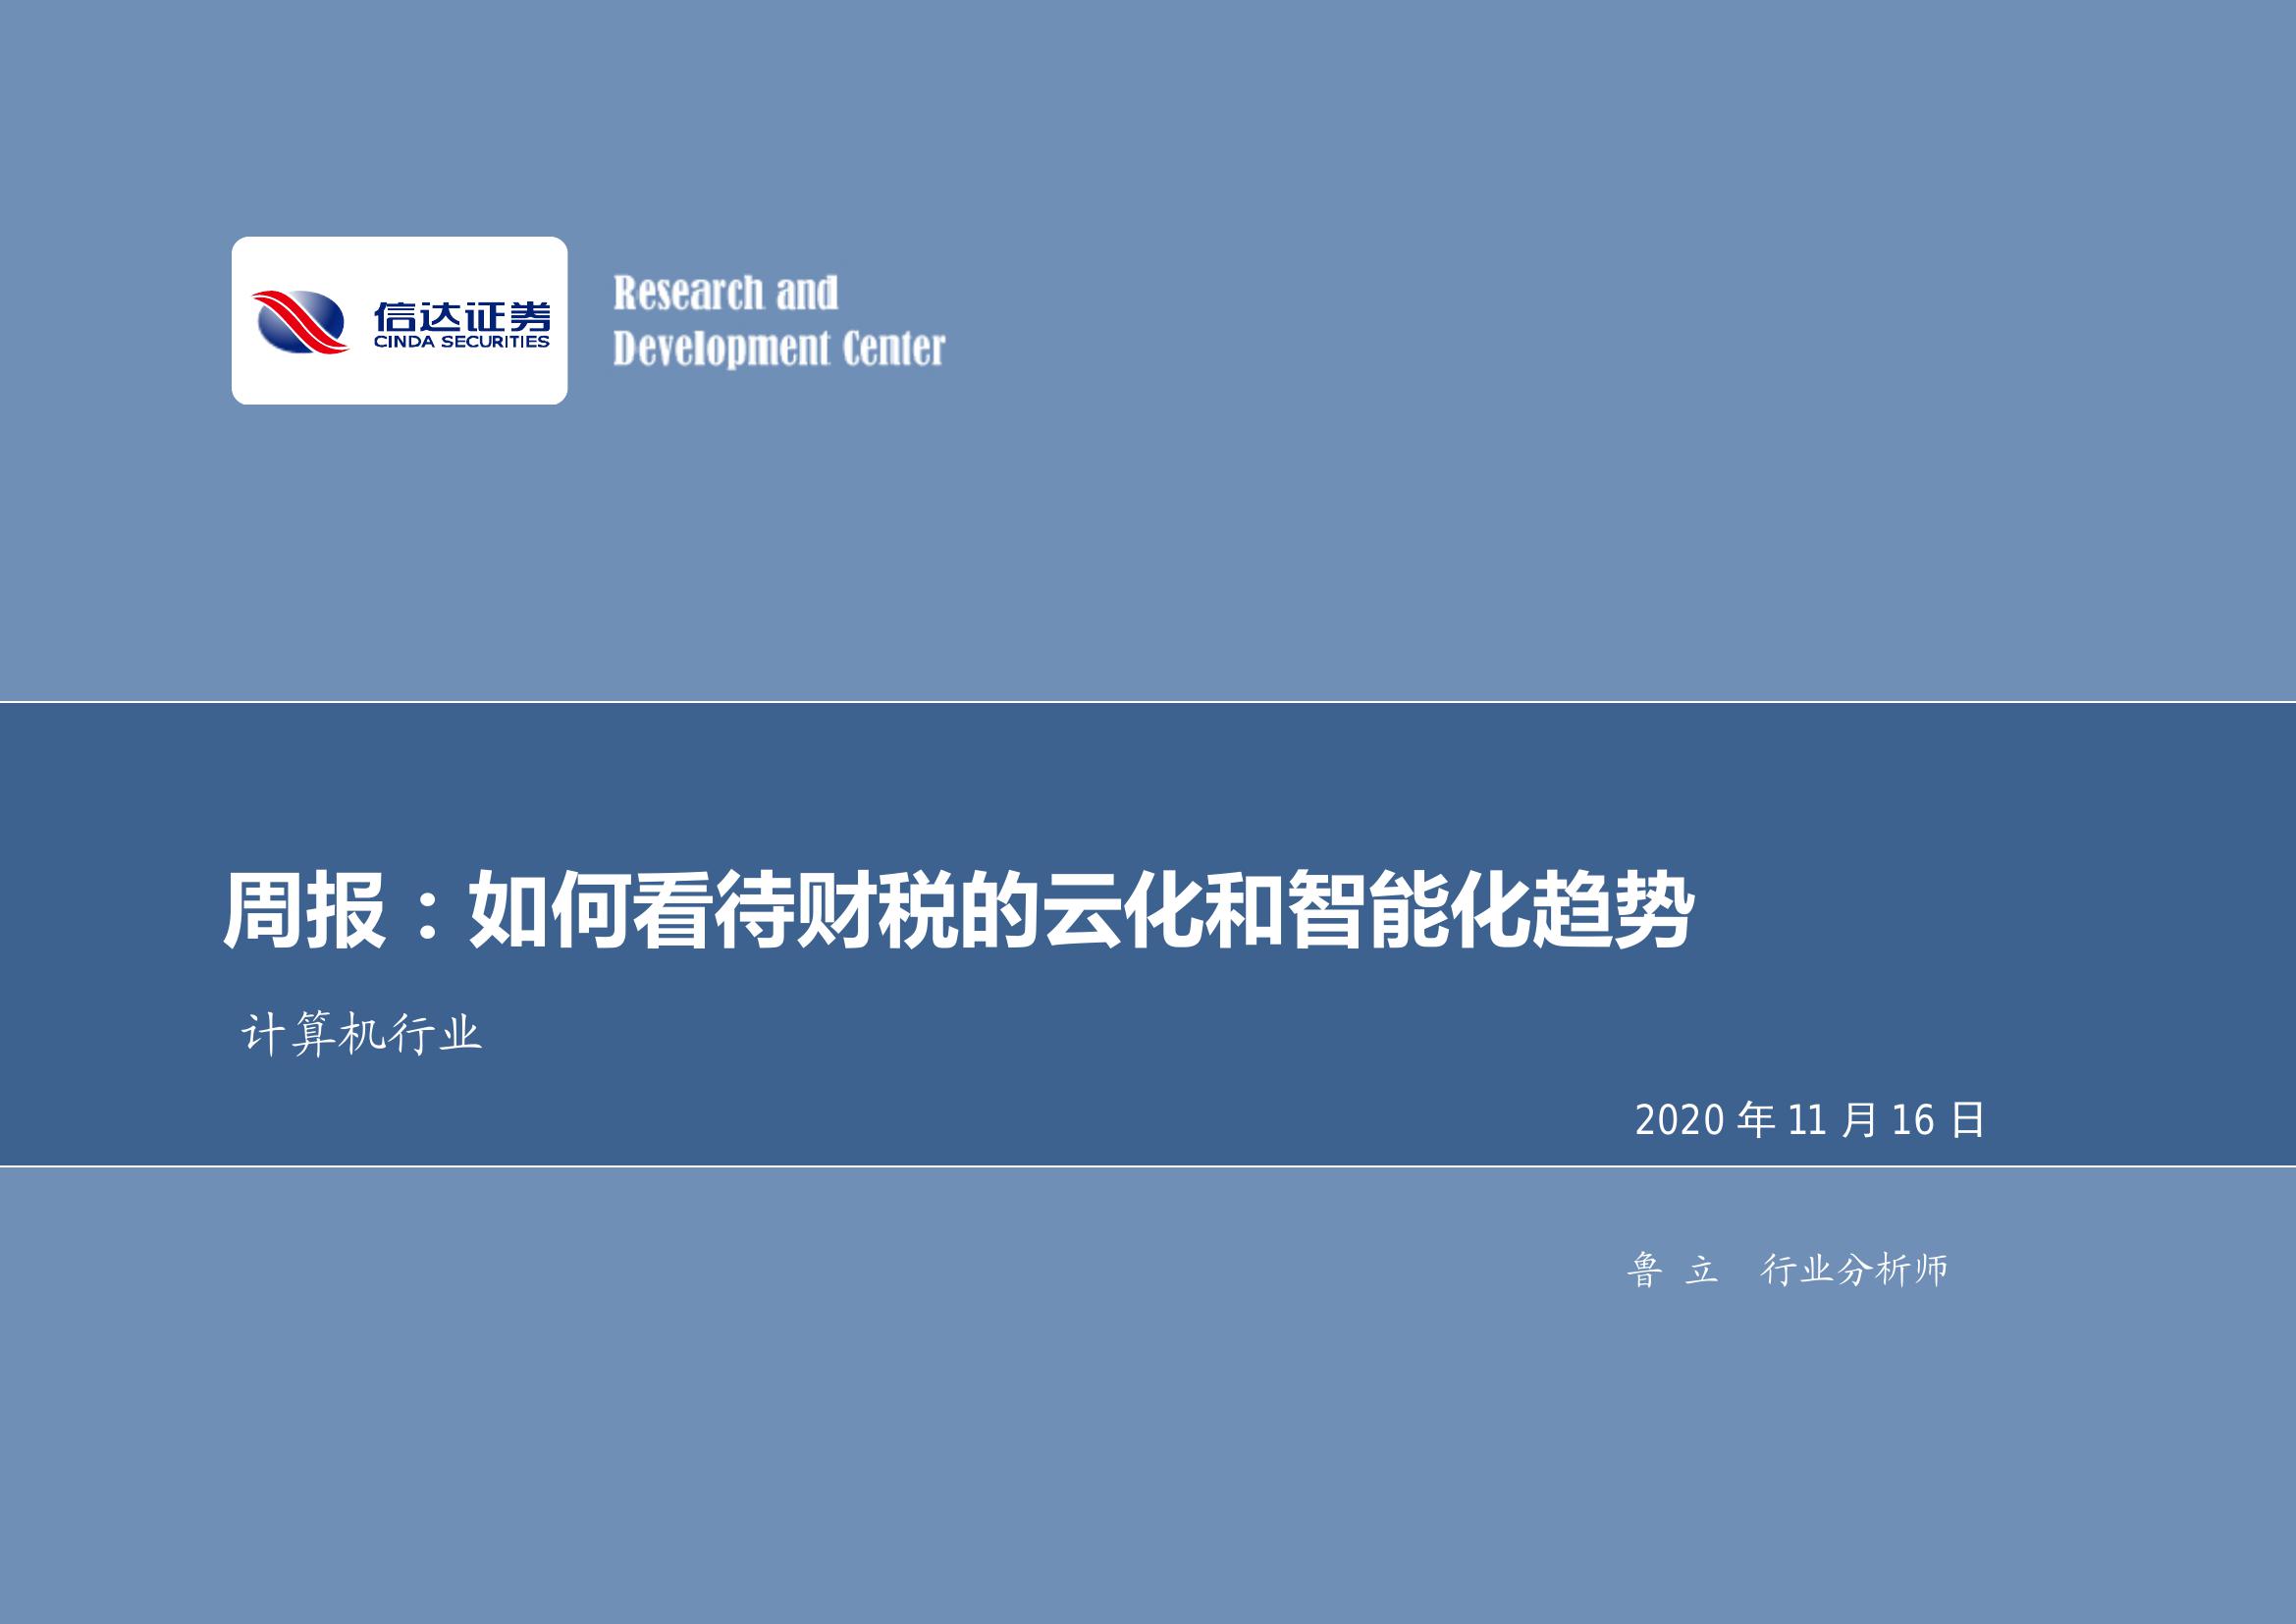 信达证券
CINDA SECURITIES
Research and
Development Center
周报：如何看待财税的云化和智能化趋势
计算机行业
2020 年 11 月 16 日
鲁 立 行业分析师